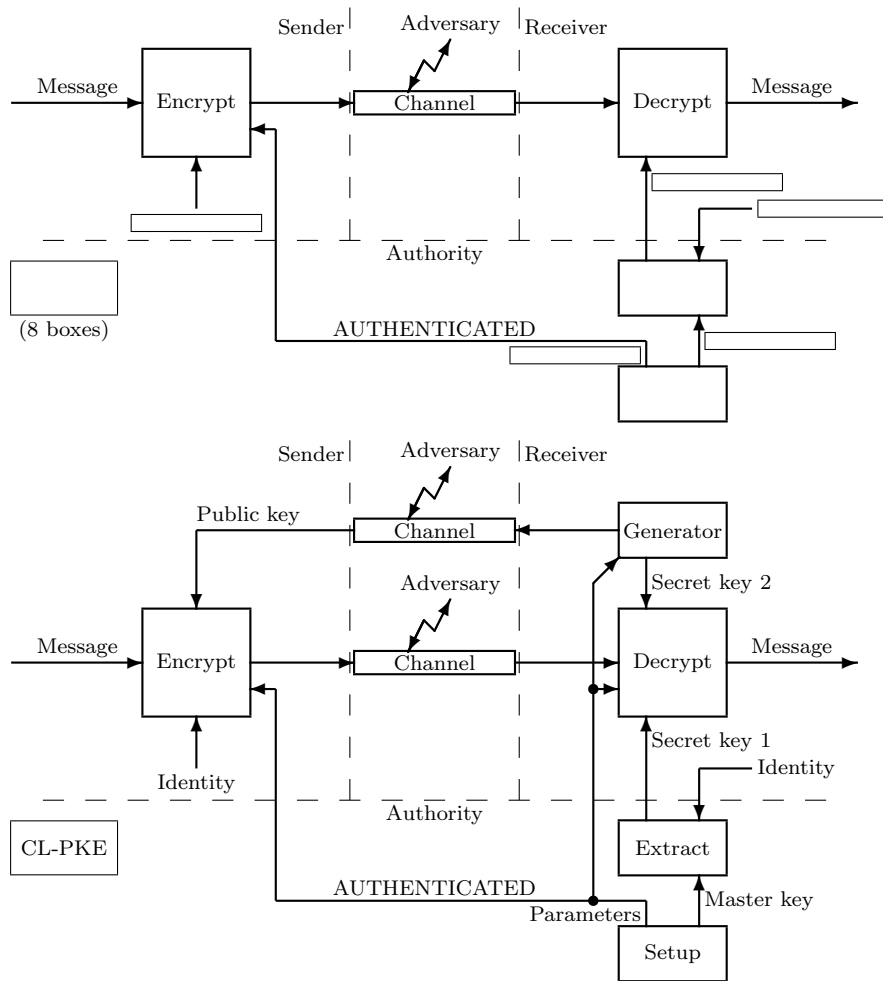 Sender
Adversary
Receiver
Message
Encrypt
Channel
Decrypt
Message
Authority
(8 boxes)
AUTHENTICATED
Sender
Adversary
Receiver
Public key
Channel
Generator
Adversary
Secret key 2
Message
Encrypt
Channel
Decrypt
Message
Secret key 1
Identity
Identity
Authority
CL-PKE
Extract
AUTHENTICATED
Master key
Parameters
Setup